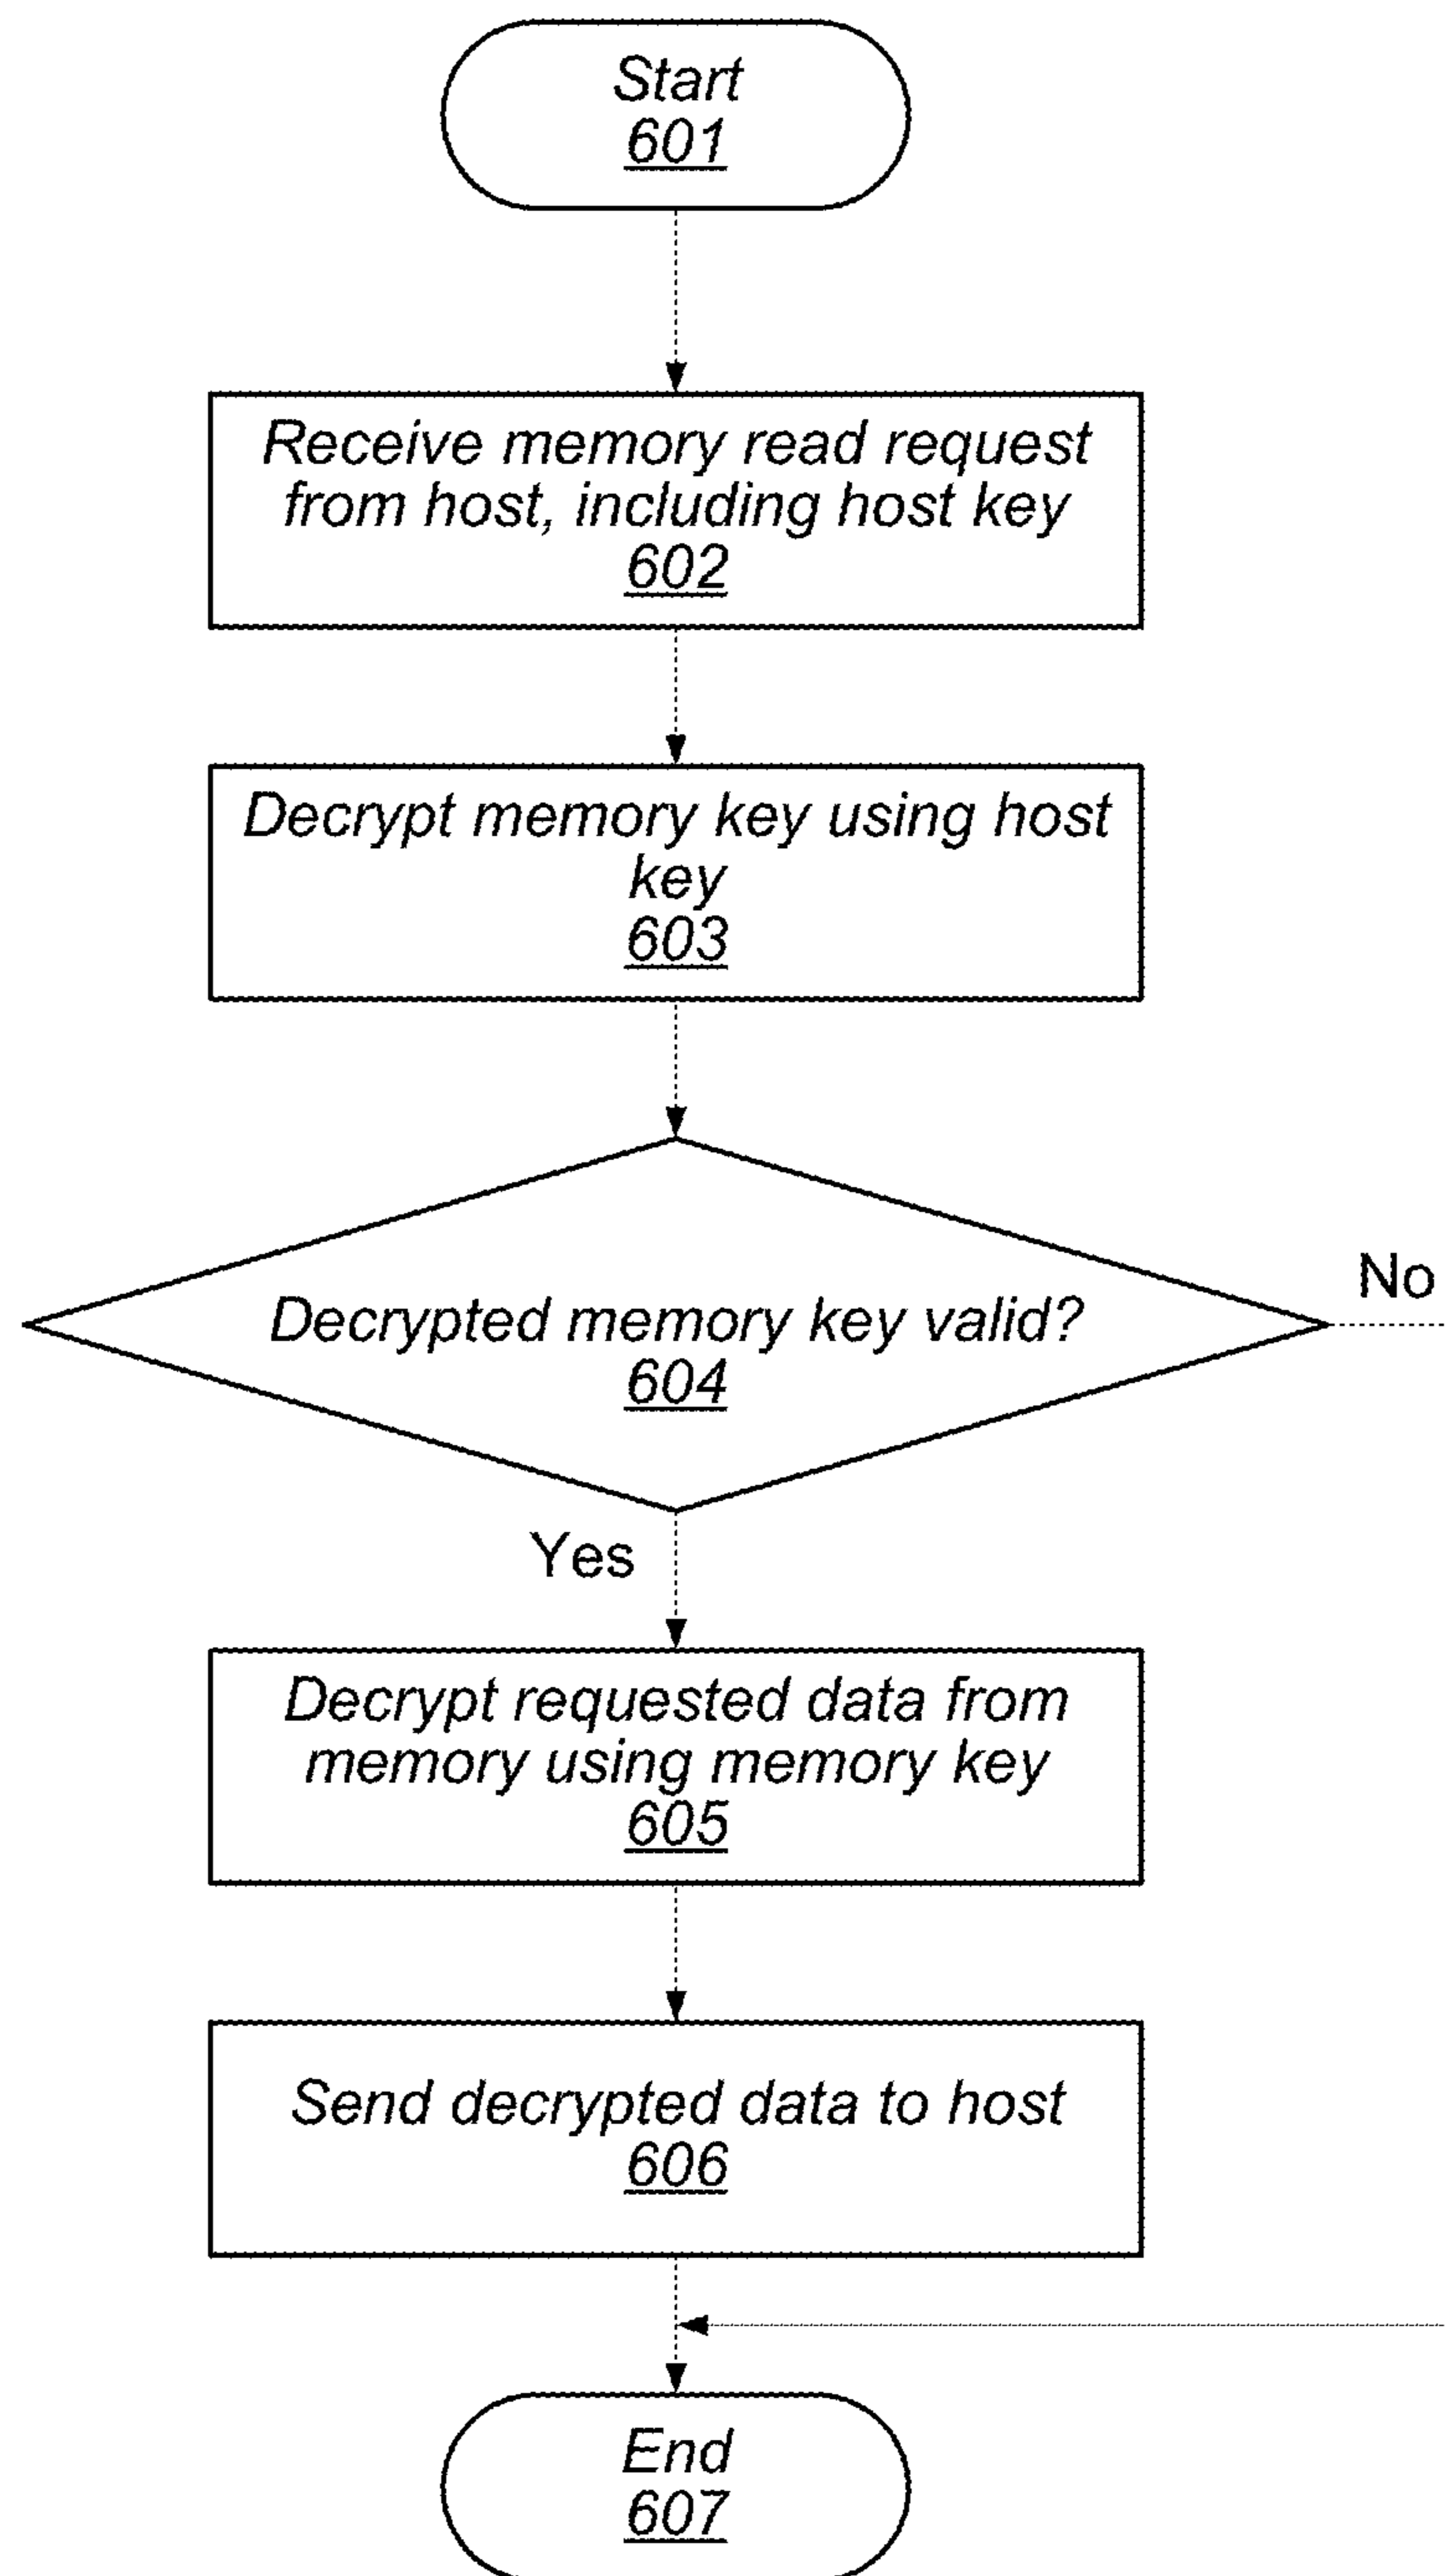 Start
601
Receive memory read request
from host, including host key
602
Decrypt memory key using host
key
603
Decrypted memory key valid?
604
No
Yes
Decrypt requested data from
memory using memory key
605
Send decrypted data to host
606
End
607